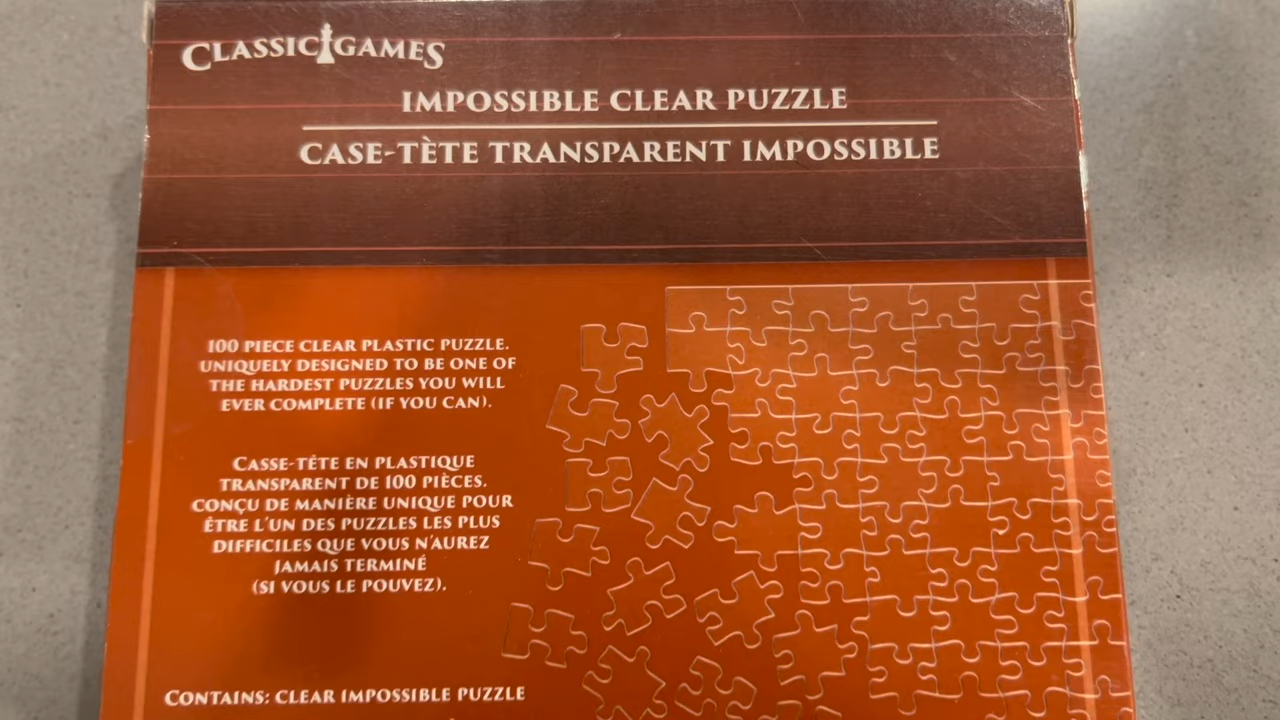 CLASSIC GAMES
IMPOSSIBLE CLEAR PUZZLE
CASE-TÈTE TRANSPARENT IMPOSSIBLE
100 PIECE CLEAR PLASTIC PUZZLE.
UNIQUELY DESIGNED TO BE ONE OF
THE HARDEST PUZZLES YOU WILL
EVER COMPLETE (IF YOU CAN).
CASSE-TÊTE EN PLASTIQUE
TRANSPARENT DE 100 PIÈCES.
CONÇU DE MANIÈRE UNIQUE POUR
ÊTRE L'UN DES PUZZLES LES PLUS
DIFFICILES QUE VOUS N'AUREZ
JAMAIS TERMINÉ
(SI VOUS LE POUVEZ).
CONTAINS: CLEAR IMPOSSIBLE PUZZLE